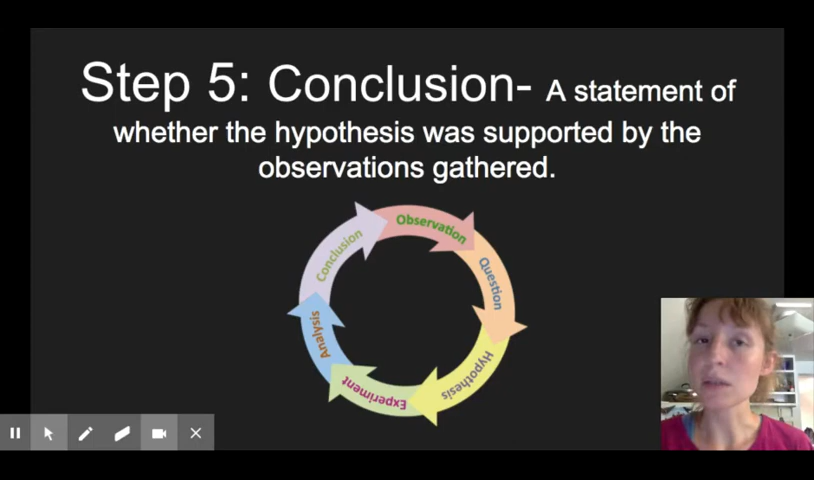 Step 5: Conclusion- A statement of
whether the hypothesis was supported by the
observations gathered.
Observation
Question
Hypothesis
Experiment
Analysis
Conclusion